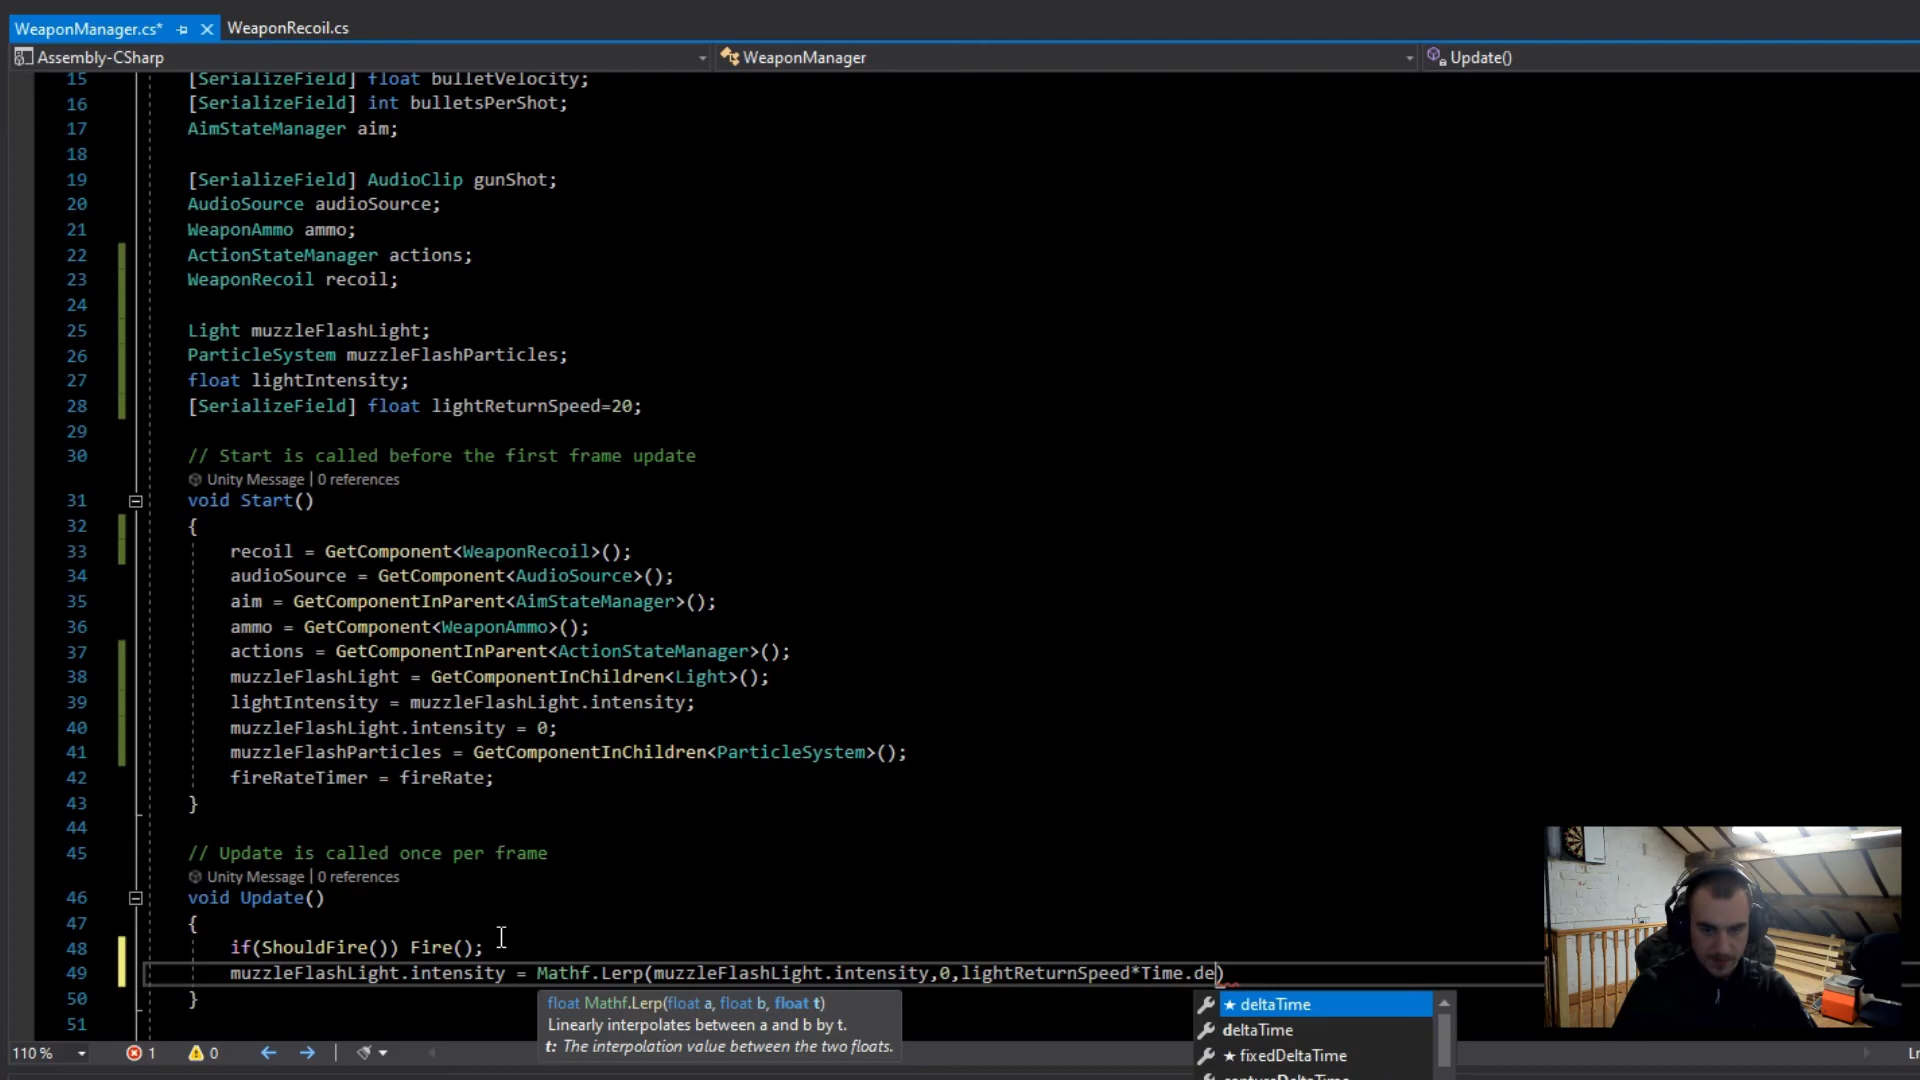 WeaponManager.cs* WeaponRecoil.cs
Assembly-CSharp WeaponManager Update()
15 [SerializeField] float bulletVelocity;
16 [SerializeField] int bulletsPerShot;
17 AimStateManager aim;
18
19 [SerializeField] AudioClip gunShot;
20 AudioSource audioSource;
21 WeaponAmmo ammo;
22 ActionStateManager actions;
23 WeaponRecoil recoil;
24
25 Light muzzleFlashLight;
26 ParticleSystem muzzleFlashParticles;
27 float lightIntensity;
28 [SerializeField] float lightReturnSpeed=20;
29
30 // Start is called before the first frame update
Unity Message | 0 references
31 void Start()
32 {
33 recoil = GetComponent<WeaponRecoil>();
34 audioSource = GetComponent<AudioSource>();
35 aim = GetComponentInParent<AimStateManager>();
36 ammo = GetComponent<WeaponAmmo>();
37 actions = GetComponentInParent<ActionStateManager>();
38 muzzleFlashLight = GetComponentInChildren<Light>();
39 lightIntensity = muzzleFlashLight.intensity;
40 muzzleFlashLight.intensity = 0;
41 muzzleFlashParticles = GetComponentInChildren<ParticleSystem>();
42 fireRateTimer = fireRate;
43 }
44
45 // Update is called once per frame
Unity Message | 0 references
46 void Update()
47 {
48 if(ShouldFire()) Fire();
49 muzzleFlashLight.intensity = Mathf.Lerp(muzzleFlashLight.intensity,0,lightReturnSpeed*Time.de)
50 }
51
float Mathf.Lerp(float a, float b, float t)
Linearly interpolates between a and b by t.
t: The interpolation value between the two floats.
★ deltaTime
deltaTime
★ fixedDeltaTime
captureDeltaTime
110 % 1 0 Ln